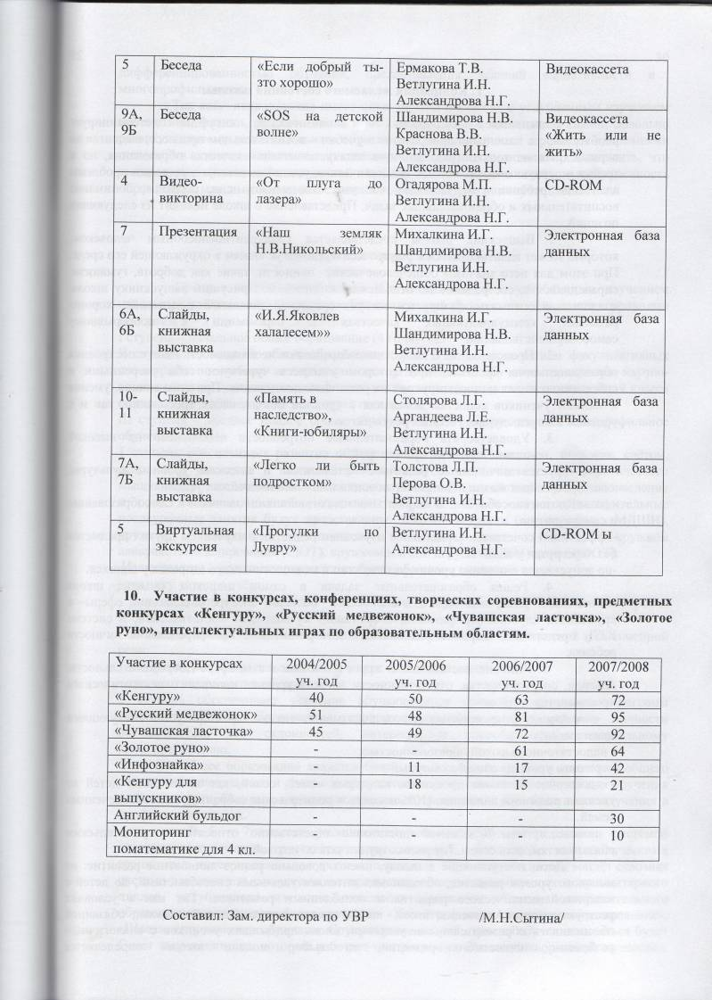 5 Беседа «Если добрый ты- Ермакова Т.В. Видеокассета
зто хорошо» Ветлугина И.Н.
Александрова Н.Г.
9А, Беседа «SOS на детской Шандимирова Н.В. Видеокассета
9Б волне» Краснова В.В. «Жить или не
Ветлугина И.Н. жить»
Александрова Н.Г.
4 Видео- «От плуга до Огадярова М.П. CD-ROM
викторина лазера» Ветлугина И.Н.
Александрова Н.Г.
7 Презентация «Наш земляк Михалкина И.Г. Электронная база
Н.В.Никольский» Шандимирова Н.В. данных
Ветлугина И.Н.
Александрова Н.Г.
6А, Слайды, «И.Я.Яковлев Михалкина И.Г. Электронная база
6Б книжная халалесем»» Шандимирова Н.В. данных
выставка Ветлугина И.Н.
Александрова Н.Г.
10- Слайды, «Память в Столярова Л.Г. Электронная база
11 книжная наследство», Аргандеева Л.Е. данных
выставка «Книги-юбиляры» Ветлугина И.Н.
Александрова Н.Г.
7А, Слайды, «Легко ли быть Толстова Л.П. Электронная база
7Б книжная подростком» Перова О.В. данных
выставка Ветлугина И.Н.
Александрова Н.Г.
5 Виртуальная «Прогулки по Ветлугина И.Н. CD-ROM ы
экскурсия Лувру» Александрова Н.Г.
10. Участие в конкурсах, конференциях, творческих соревнованиях, предметных
конкурсах «Кенгуру», «Русский медвежонок», «Чувашская ласточка», «Золотое
руно», интеллектуальных играх по образовательным областям.
Участие в конкурсах 2004/2005 2005/2006 2006/2007 2007/2008
уч. год уч. год уч. год уч. год
«Кенгуру» 40 50 63 72
«Русский медвежонок» 51 48 81 95
«Чувашская ласточка» 45 49 72 92
«Золотое руно» - - 61 64
«Инфознайка» - 11 17 42
«Кенгуру для - 18 15 21
выпускников»
Английский бульдог - - - 30
Мониторинг - - - 10
поматематике для 4 кл.
Составил: Зам. директора по УВР /М.Н.Сытина/